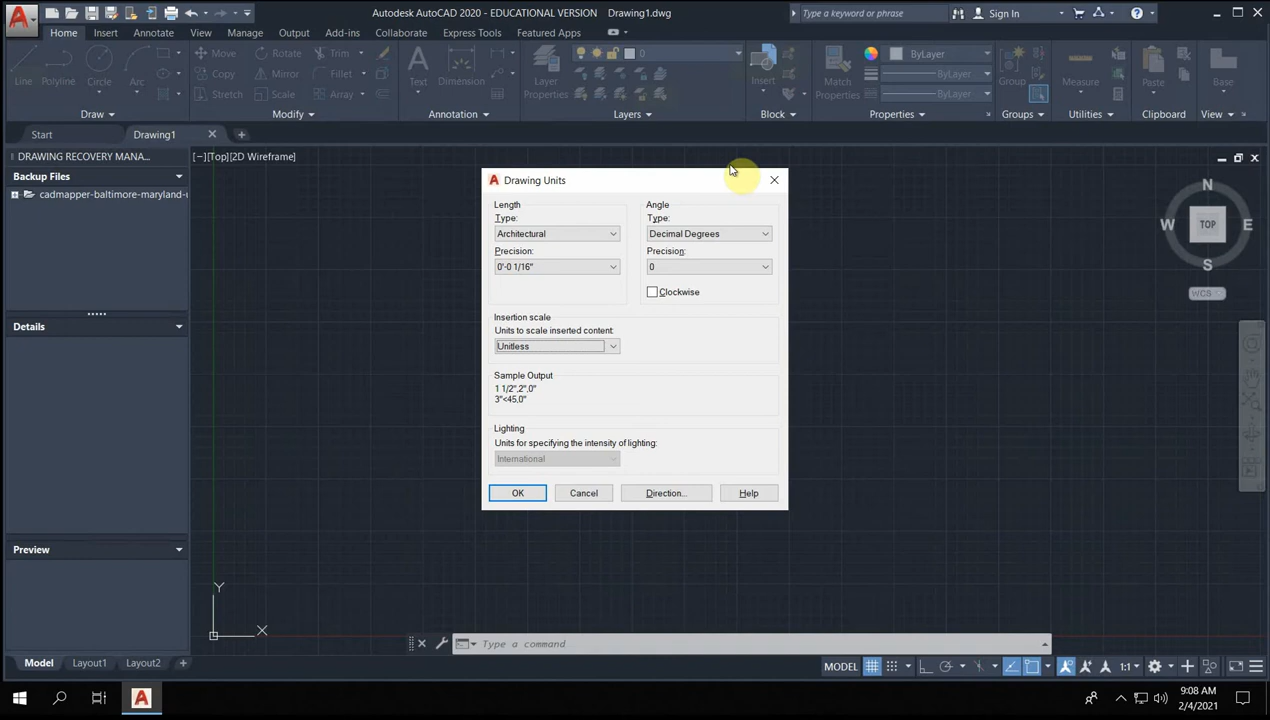 Autodesk AutoCAD 2020 - EDUCATIONAL VERSION Drawing1.dwg
Type a keyword or phrase
Sign In
Home Insert Annotate View Manage Output Add-ins Collaborate Express Tools Featured Apps
Line Polyline Circle Arc
Move Rotate Trim
Copy Mirror Fillet
Stretch Scale Array
Text Dimension
Layer Properties
0
Insert
Match Properties
ByLayer
ByLayer
ByLayer
Group
Measure
Paste
Base
Draw Modify Annotation Layers Block Properties Groups Utilities Clipboard View
Start Drawing1
DRAWING RECOVERY MANA...
Backup Files
cadmapper-baltimore-maryland-u
Details
Preview
[−][Top][2D Wireframe]
N
W TOP E
S
WCS
Drawing Units
Length
Type:
Architectural
Precision:
0'-0 1/16"
Angle
Type:
Decimal Degrees
Precision:
0
Clockwise
Insertion scale
Units to scale inserted content:
Unitless
Sample Output
1 1/2",2",0"
3"<45,0"
Lighting
Units for specifying the intensity of lighting:
International
OK Cancel Direction... Help
Y
X
Type a command
Model Layout1 Layout2
MODEL
1:1
9:08 AM
2/4/2021